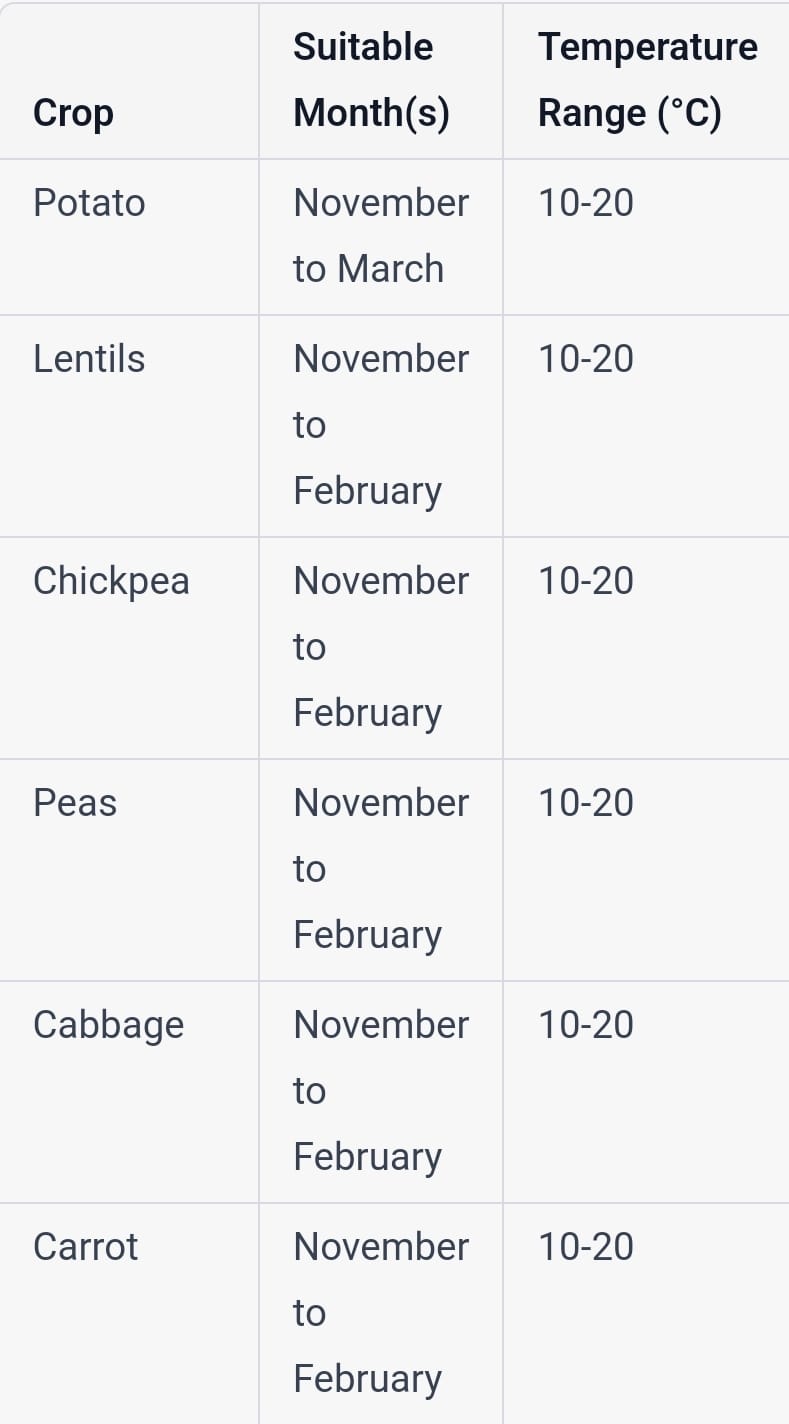 Crop
Suitable
Month(s)
Temperature
Range (°C)
Potato
November
to March
10-20
Lentils
November
to
February
10-20
Chickpea
November
to
February
10-20
Peas
November
to
February
10-20
Cabbage
November
to
February
10-20
Carrot
November
to
February
10-20